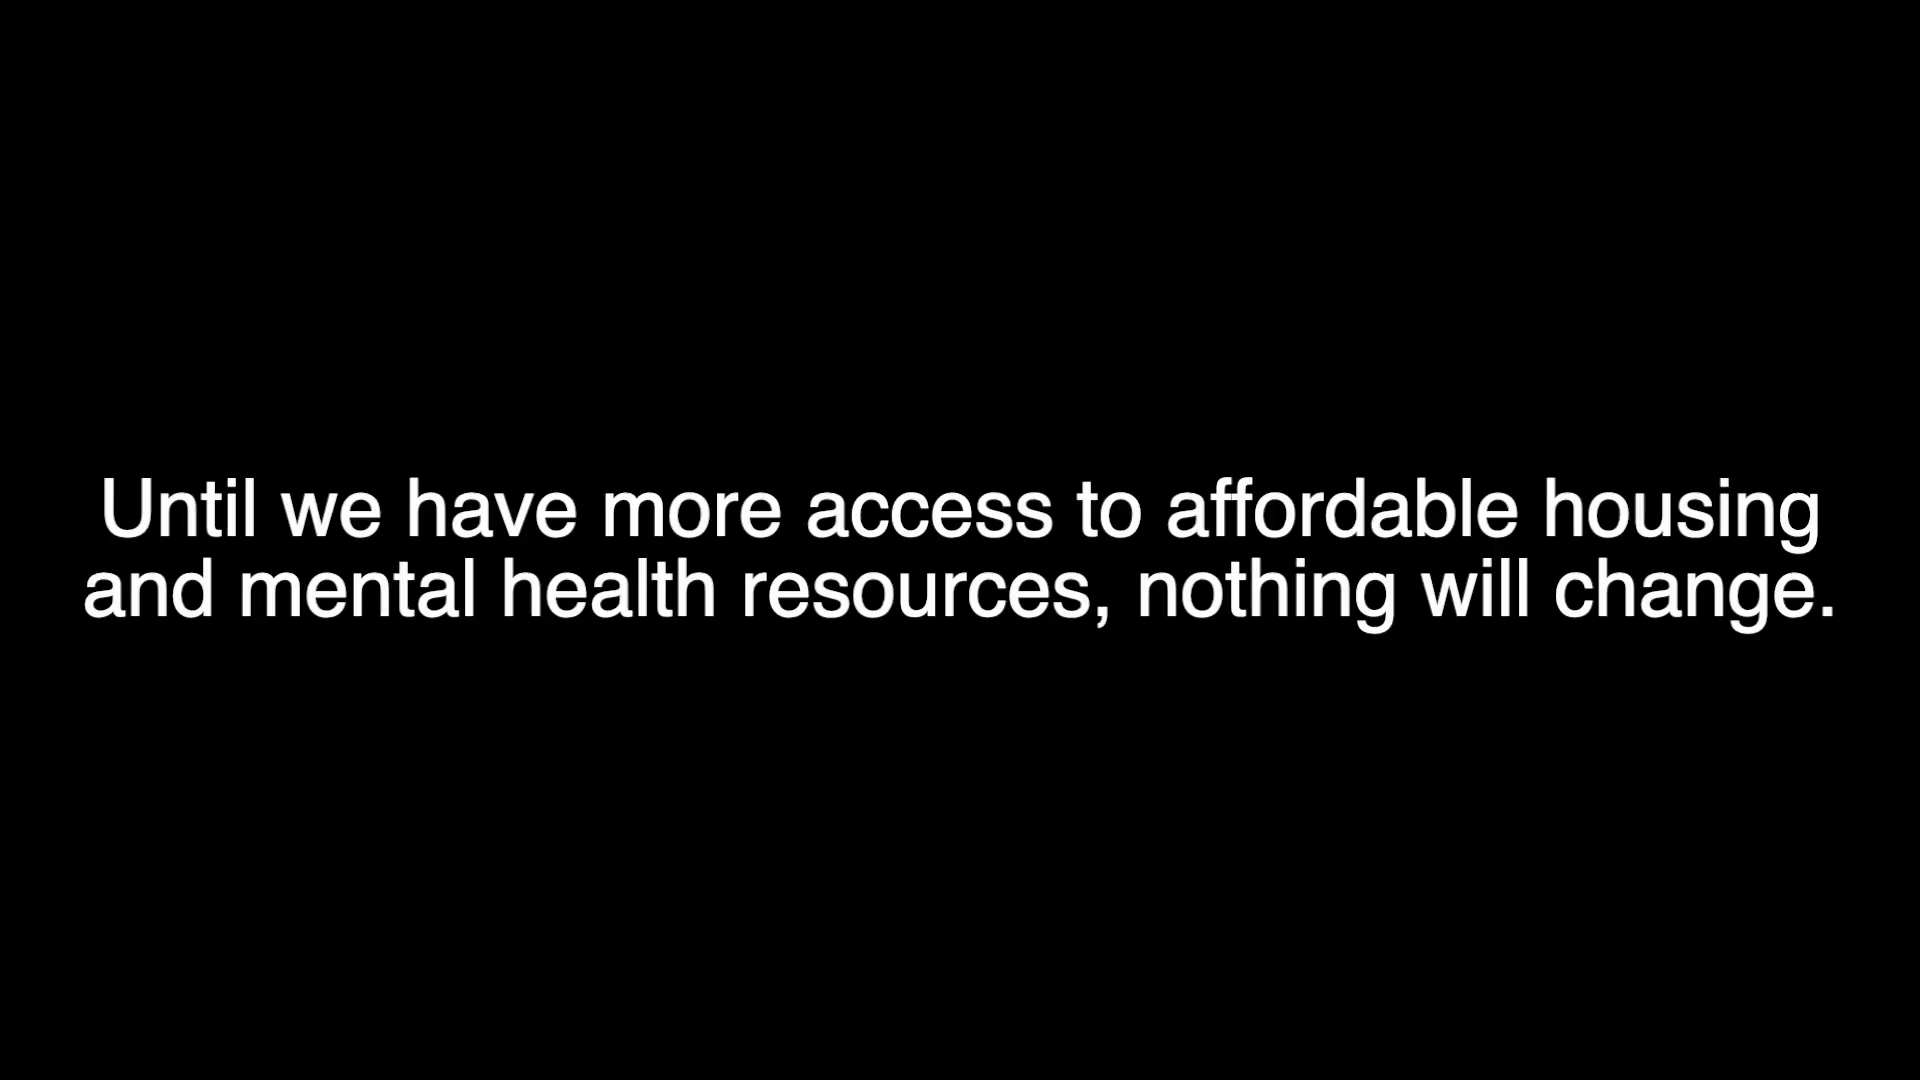 Until we have more access to affordable housing
and mental health resources, nothing will change.